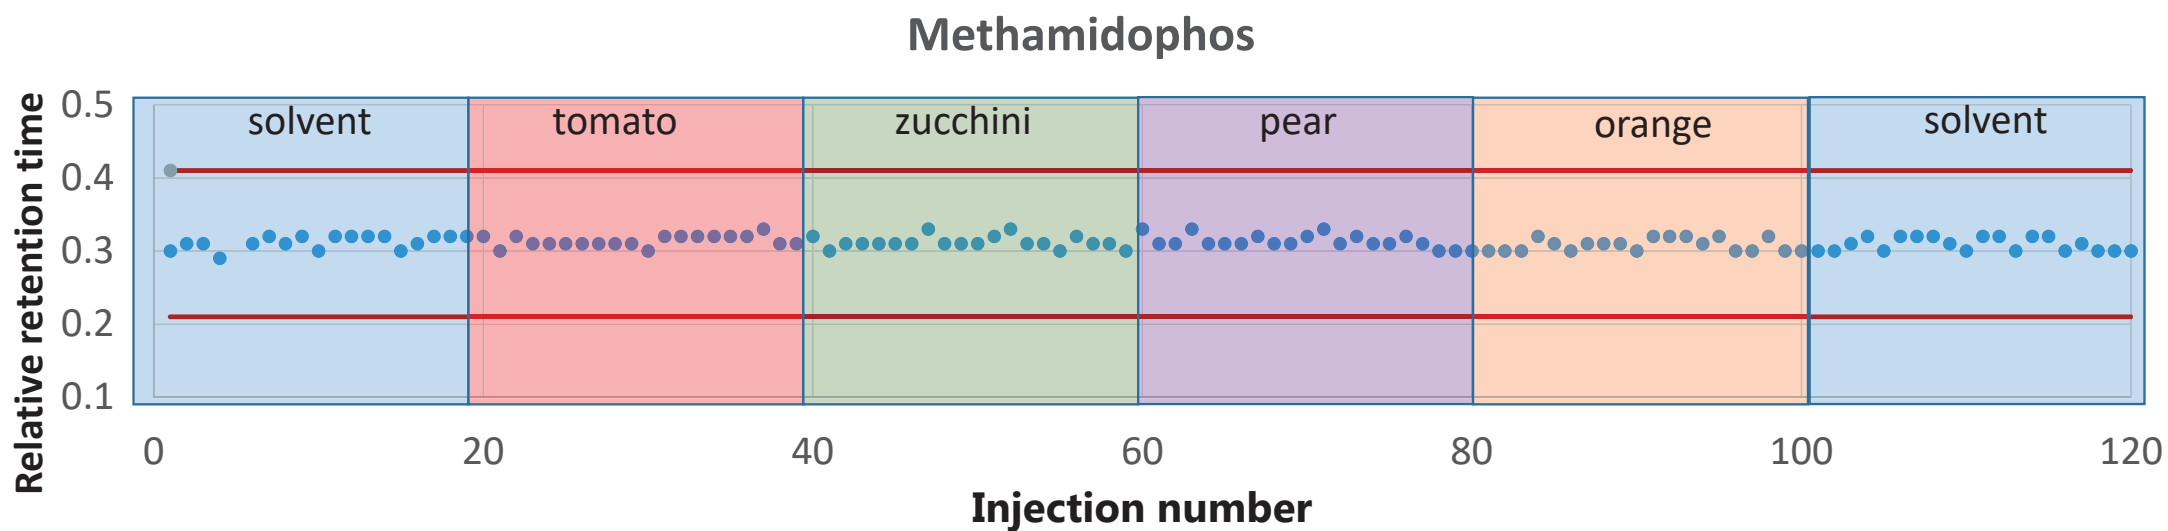 Methamidophos
Relative retention time
0.5
0.4
0.3
0.2
0.1
solvent
tomato
zucchini
pear
orange
solvent
0
20
40
60
80
100
120
Injection number